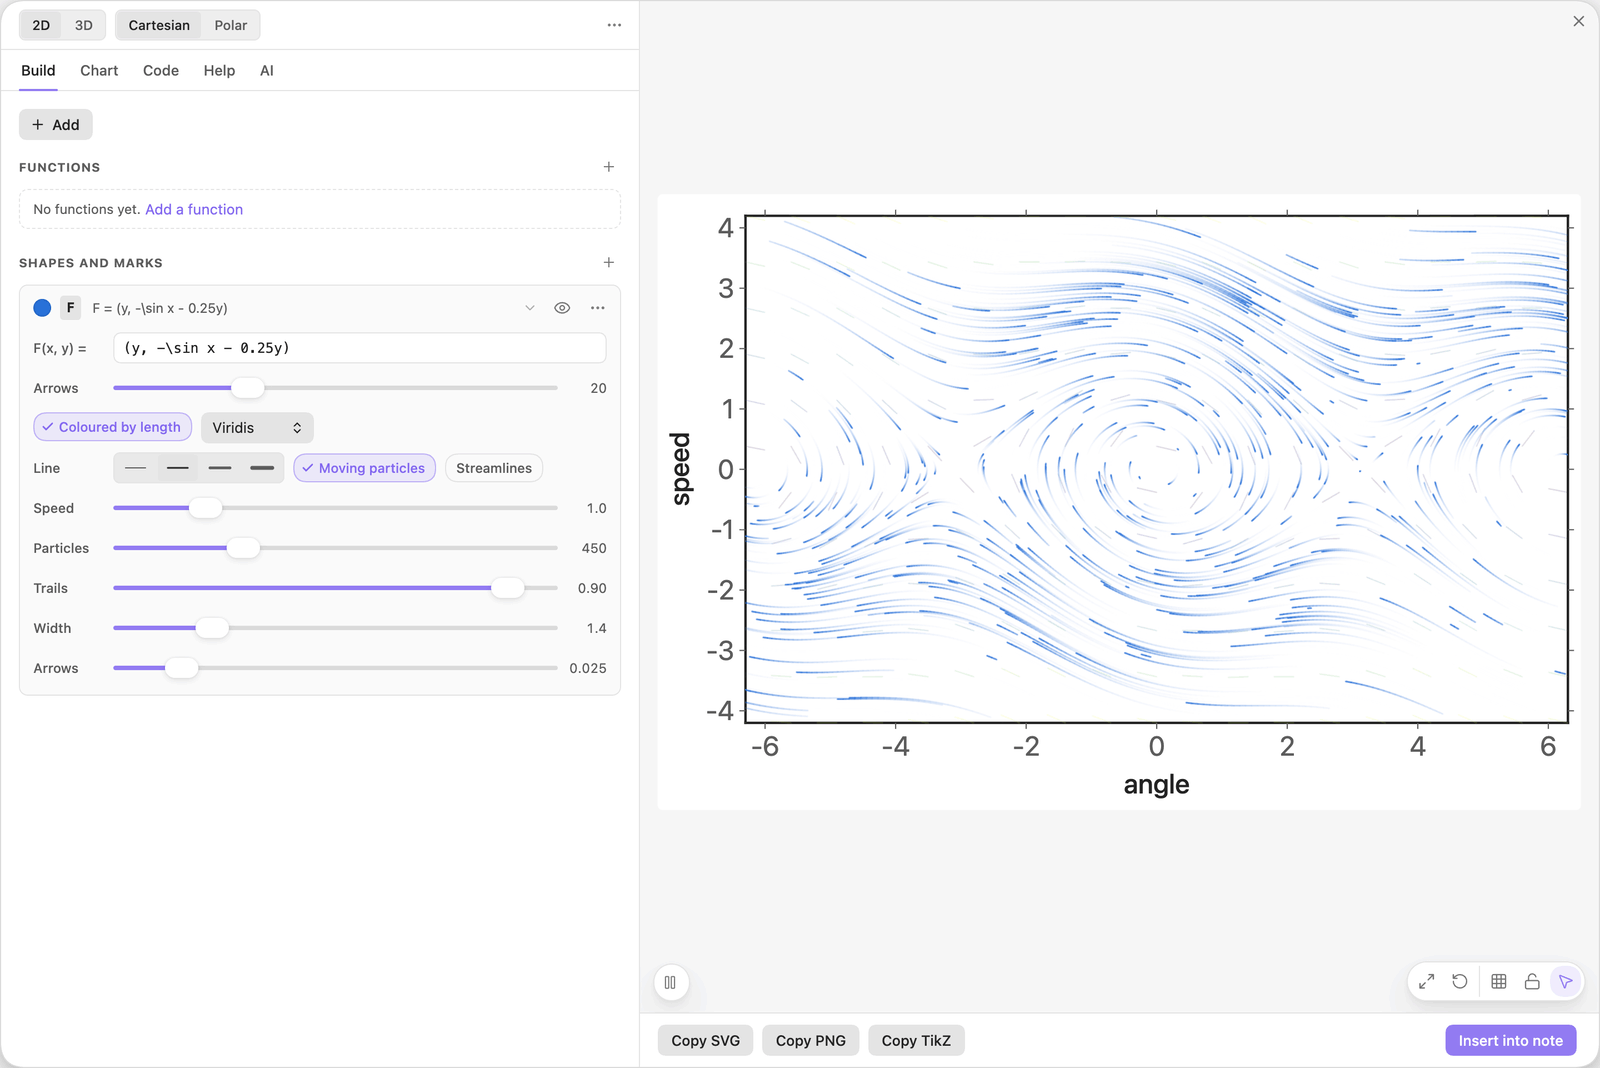 2D 3D Cartesian Polar
Build Chart Code Help AI
+ Add
FUNCTIONS
No functions yet. Add a function
SHAPES AND MARKS
F F = (y, -\sin x - 0.25y)
F(x, y) = (y, -\sin x - 0.25y)
Arrows 20
Coloured by length Viridis
Line Moving particles Streamlines
Speed 1.0
Particles 450
Trails 0.90
Width 1.4
Arrows 0.025
4
3
2
1
0
-1
-2
-3
-4
speed
-6 -4 -2 0 2 4 6
angle
Copy SVG Copy PNG Copy TikZ Insert into note